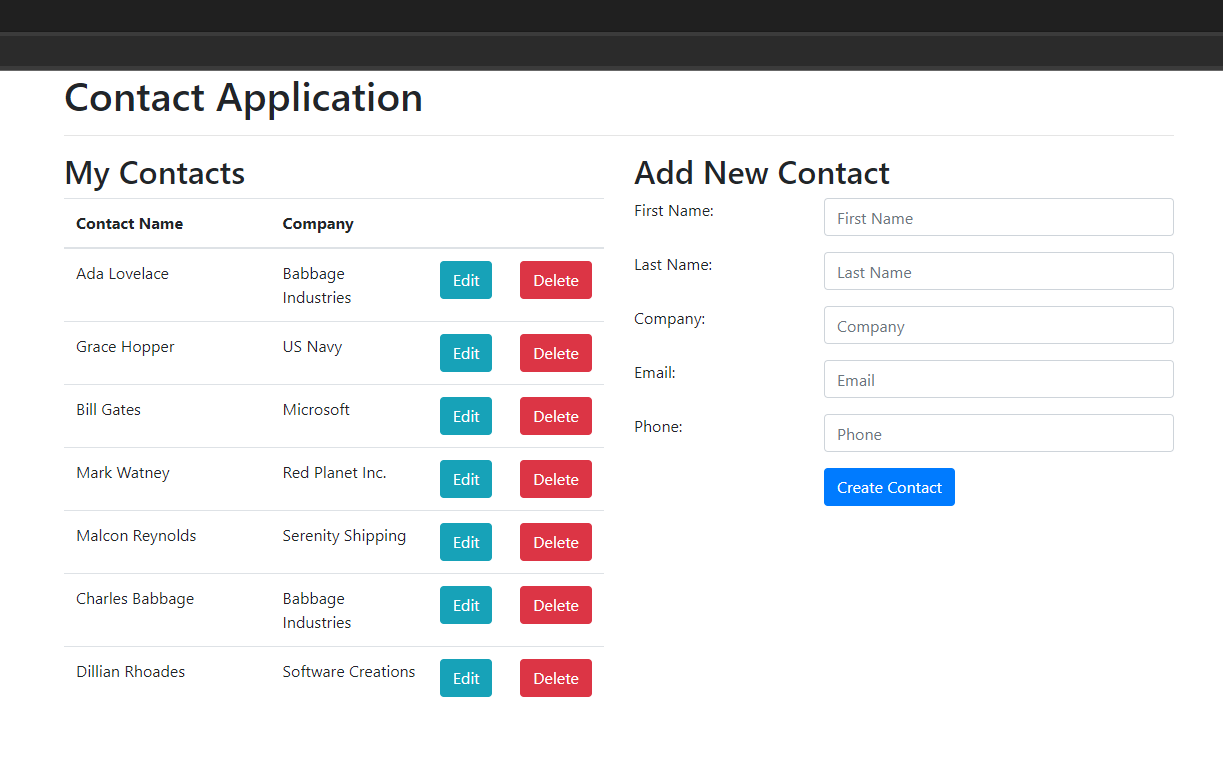 Contact Application
My Contacts
Contact Name Company
Ada Lovelace Babbage Edit Delete
Industries
Grace Hopper US Navy Edit Delete
Bill Gates Microsoft Edit Delete
Mark Watney Red Planet Inc. Edit Delete
Malcon Reynolds Serenity Shipping Edit Delete
Charles Babbage Babbage Edit Delete
Industries
Dillian Rhoades Software Creations Edit Delete
Add New Contact
First Name: First Name
Last Name: Last Name
Company: Company
Email: Email
Phone: Phone
Create Contact